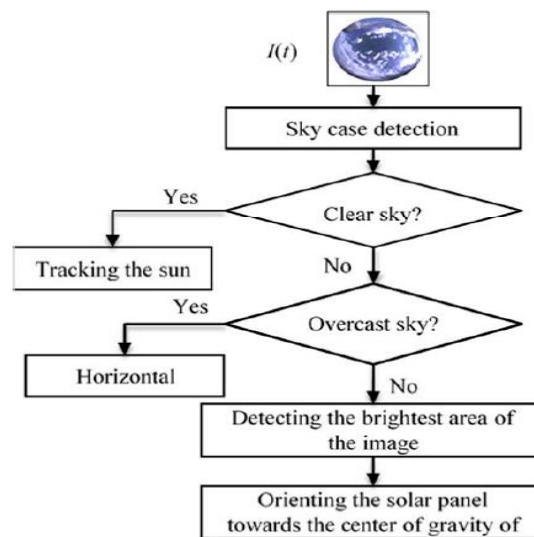 I(t)
Sky case detection
Yes
Clear sky?
Tracking the sun
No
Yes
Overcast sky?
Horizontal
No
Detecting the brightest area of
the image
Orienting the solar panel
towards the center of gravity of